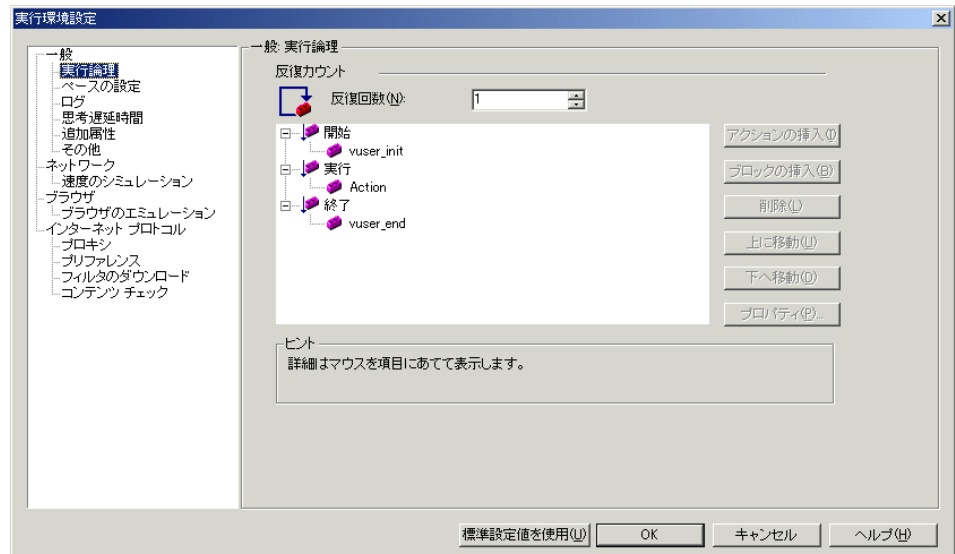 実行環境設定
一般
実行論理
ペースの設定
ログ
思考遅延時間
追加属性
その他
ネットワーク
速度のシミュレーション
ブラウザ
ブラウザのエミュレーション
インターネット プロトコル
プロキシ
プリファレンス
フィルタのダウンロード
コンテンツ チェック
一般: 実行論理
反復カウント
反復回数(N):
1
開始
vuser_init
実行
Action
終了
vuser_end
アクションの挿入(I)
ブロックの挿入(B)
削除(L)
上に移動(U)
下へ移動(D)
プロパティ(P)...
ヒント
詳細はマウスを項目にあてて表示します。
標準設定値を使用(U)
OK
キャンセル
ヘルプ(H)